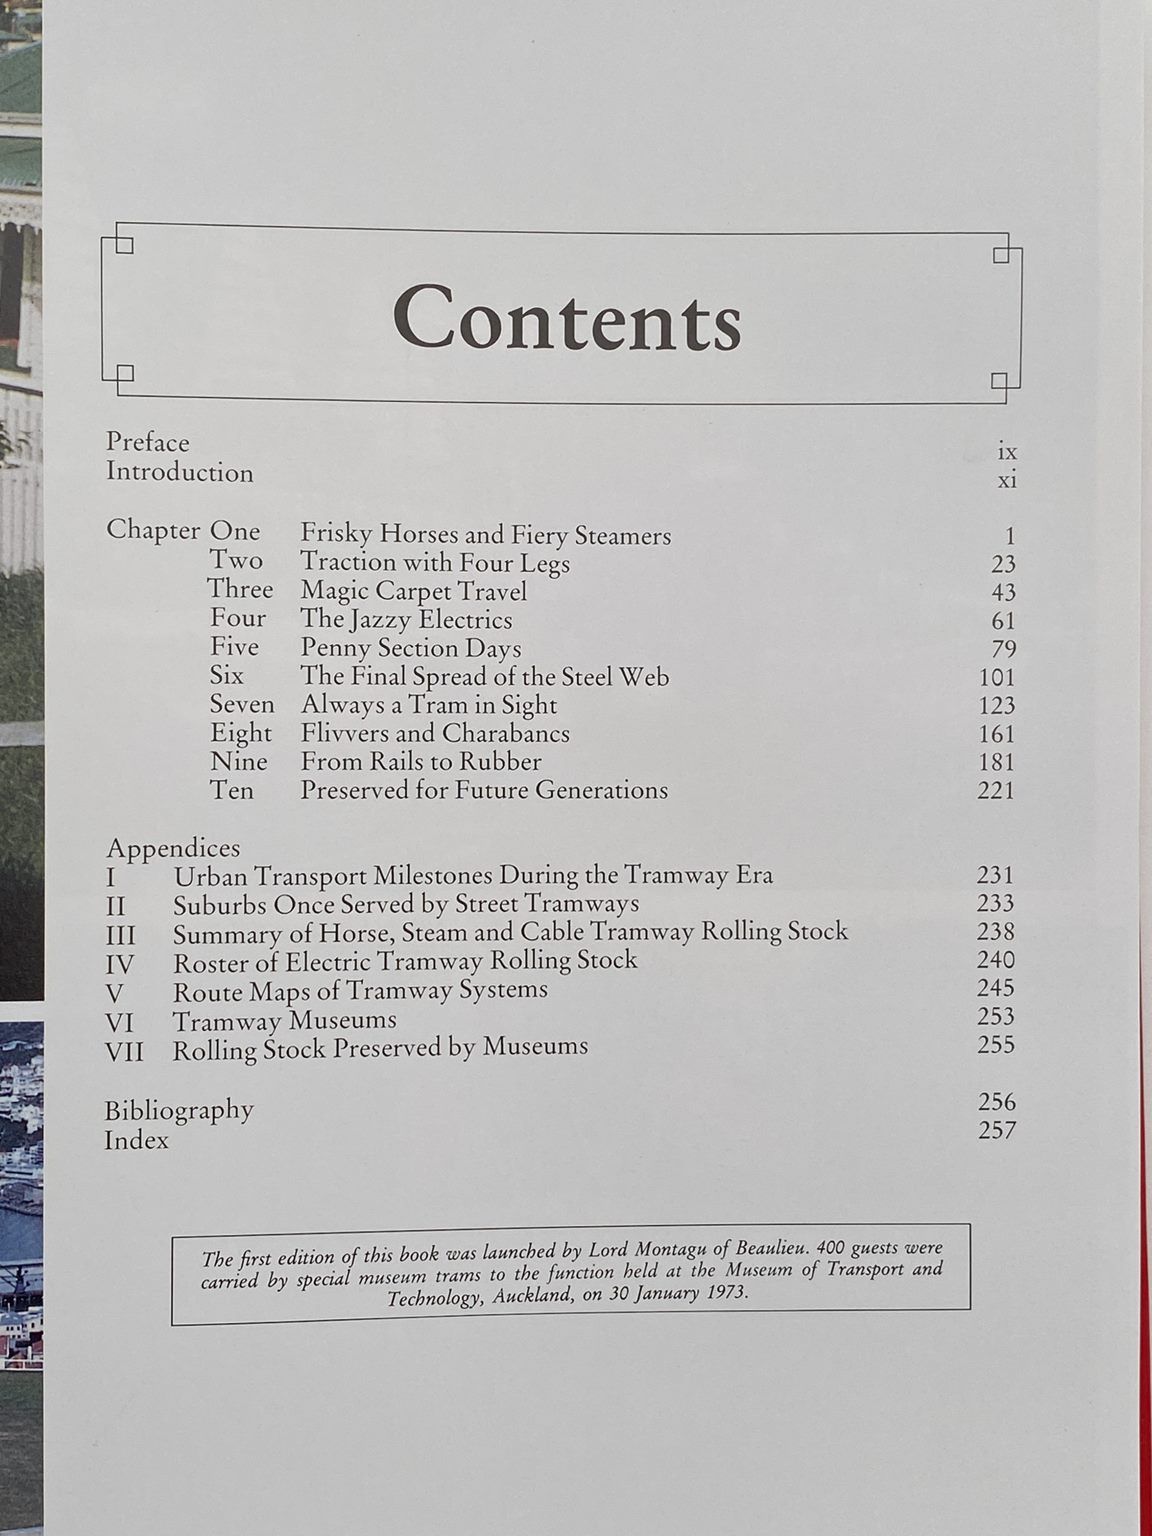 Contents
Preface ix
Introduction xi
Chapter One Frisky Horses and Fiery Steamers 1
Two Traction with Four Legs 23
Three Magic Carpet Travel 43
Four The Jazzy Electrics 61
Five Penny Section Days 79
Six The Final Spread of the Steel Web 101
Seven Always a Tram in Sight 123
Eight Flivvers and Charabancs 161
Nine From Rails to Rubber 181
Ten Preserved for Future Generations 221
Appendices
I Urban Transport Milestones During the Tramway Era 231
II Suburbs Once Served by Street Tramways 233
III Summary of Horse, Steam and Cable Tramway Rolling Stock 238
IV Roster of Electric Tramway Rolling Stock 240
V Route Maps of Tramway Systems 245
VI Tramway Museums 253
VII Rolling Stock Preserved by Museums 255
Bibliography 256
Index 257
The first edition of this book was launched by Lord Montagu of Beaulieu. 400 guests were
carried by special museum trams to the function held at the Museum of Transport and
Technology, Auckland, on 30 January 1973.